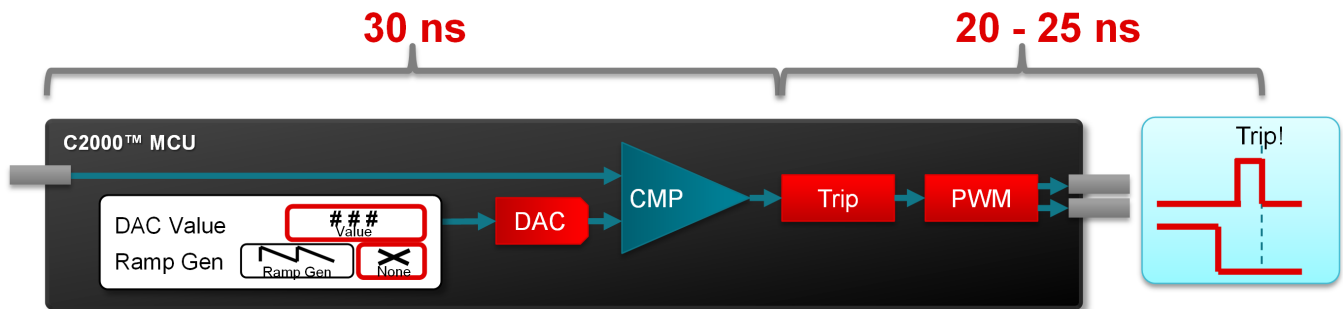 30 ns
20 - 25 ns
C2000™ MCU
Trip!
DAC Value
# # #
Value
Ramp Gen
Ramp Gen
None
DAC
CMP
Trip
PWM